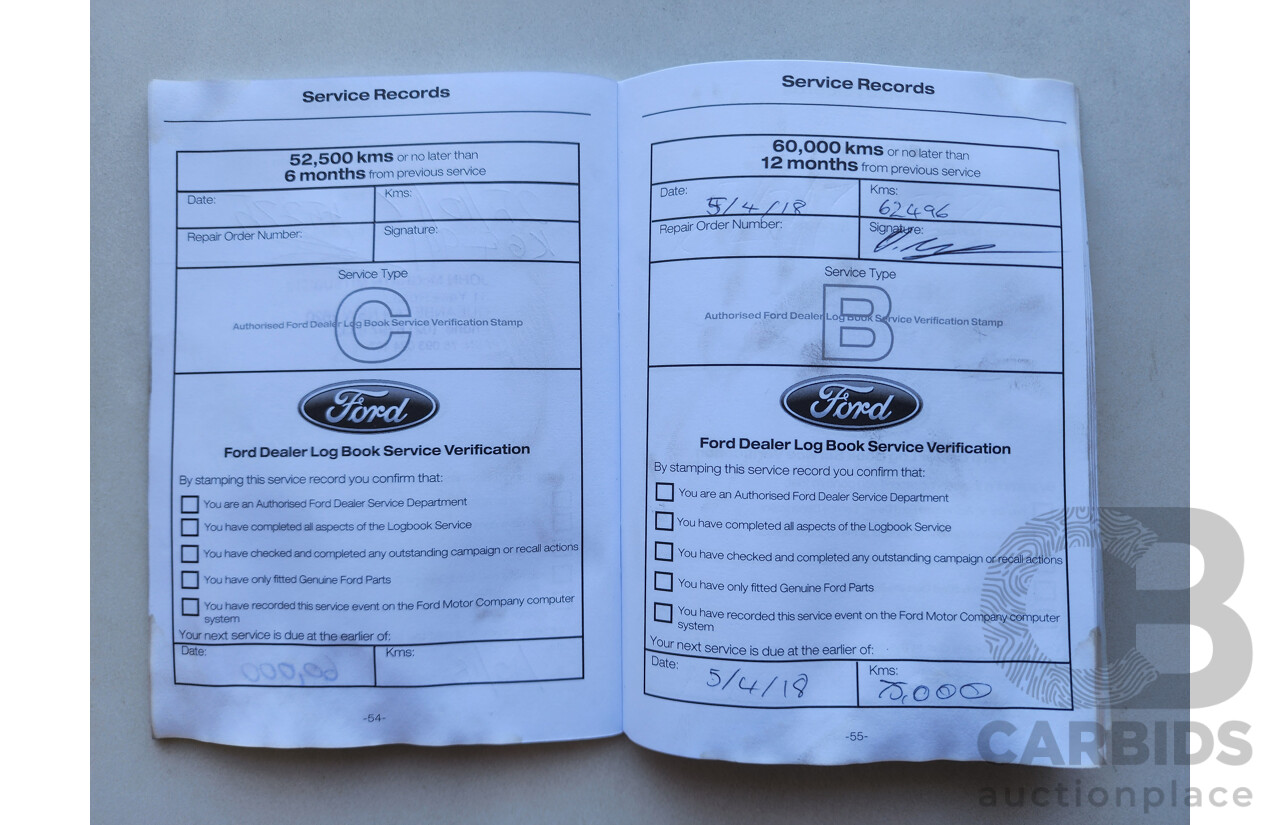 Service Records
52,500 kms or no later than
6 months from previous service
Date:
Kms:
Repair Order Number:
Signature:
Service Type
C
Authorised Ford Dealer Log Book Service Verification Stamp
Ford
Ford Dealer Log Book Service Verification
By stamping this service record you confirm that:
You are an Authorised Ford Dealer Service Department
You have completed all aspects of the Logbook Service
You have checked and completed any outstanding campaign or recall actions
You have only fitted Genuine Ford Parts
You have recorded this service event on the Ford Motor Company computer
system
Your next service is due at the earlier of:
Date:
Kms:
-54-
Service Records
60,000 kms or no later than
12 months from previous service
Date: 5/4/18
Kms: 62496
Repair Order Number:
Signature:
Service Type
B
Authorised Ford Dealer Log Book Service Verification Stamp
Ford
Ford Dealer Log Book Service Verification
By stamping this service record you confirm that:
You are an Authorised Ford Dealer Service Department
You have completed all aspects of the Logbook Service
You have checked and completed any outstanding campaign or recall actions
You have only fitted Genuine Ford Parts
You have recorded this service event on the Ford Motor Company computer
system
Your next service is due at the earlier of:
Date: 5/4/18
Kms: 75,000
-55-
CB
CARBIDS
auctionplace